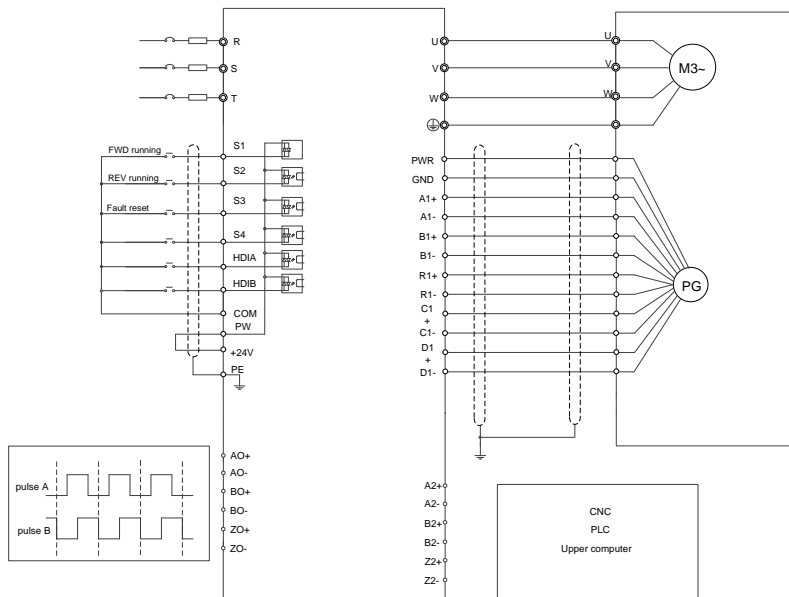 R
S
T
U
V
W
U
V
W
M3~
FWD running
REV running
Fault reset
S1
S2
S3
S4
HDIA
HDIB
COM
PW
+24V
PE
PWR
GND
A1+
A1-
B1+
B1-
R1+
R1-
C1
+
C1-
D1
+
D1-
PG
pulse A
pulse B
AO+
AO-
BO+
BO-
ZO+
ZO-
A2+
A2-
B2+
B2-
Z2+
Z2-
CNC
PLC
Upper computer